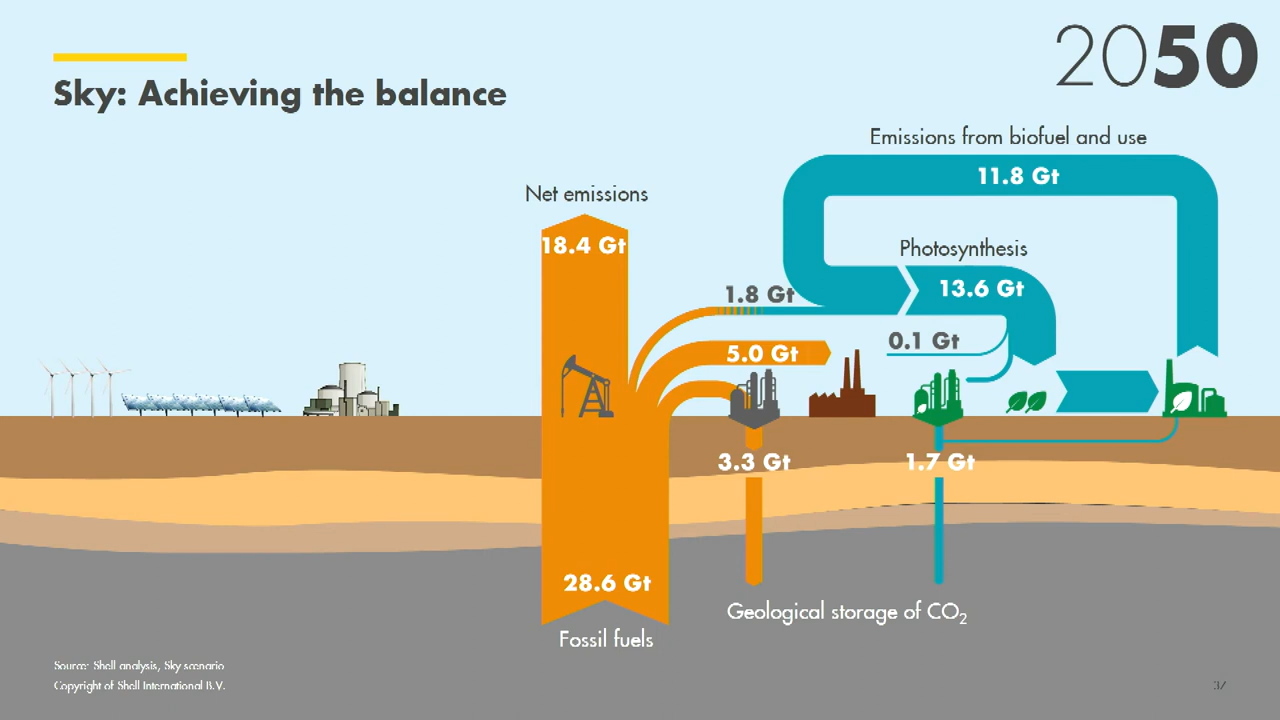 2050
Sky: Achieving the balance
Emissions from biofuel and use
11.8 Gt
Net emissions
18.4 Gt
Photosynthesis
13.6 Gt
1.8 Gt
0.1 Gt
5.0 Gt
3.3 Gt
1.7 Gt
28.6 Gt
Geological storage of CO₂
Fossil fuels
Source: Shell analysis, Sky scenario
Copyright of Shell International B.V.
37